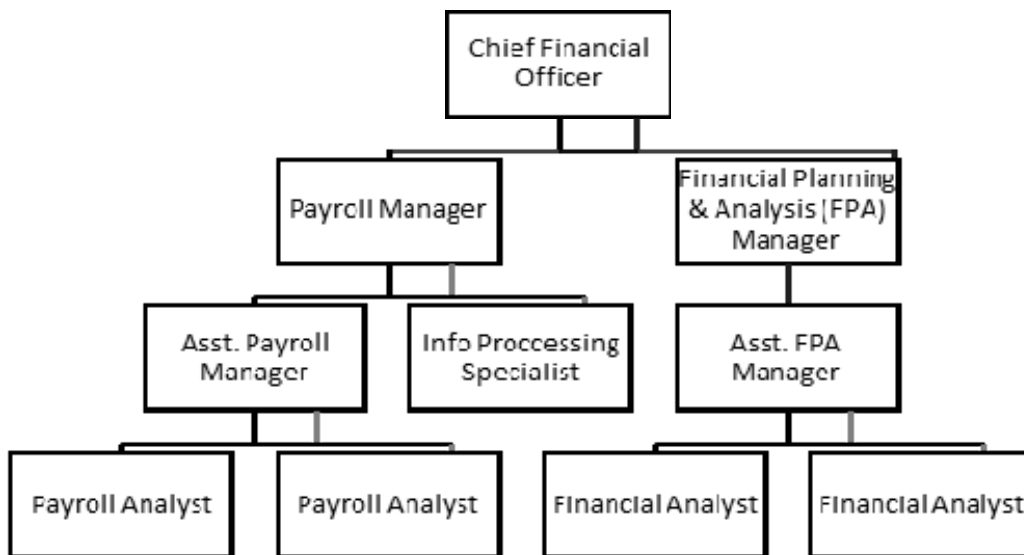 Chief Financial
Officer
Payroll Manager
Financial Planning
& Analysis (FPA)
Manager
Asst. Payroll
Manager
Info Proccessing
Specialist
Asst. FPA
Manager
Payroll Analyst
Payroll Analyst
Financial Analyst
Financial Analyst